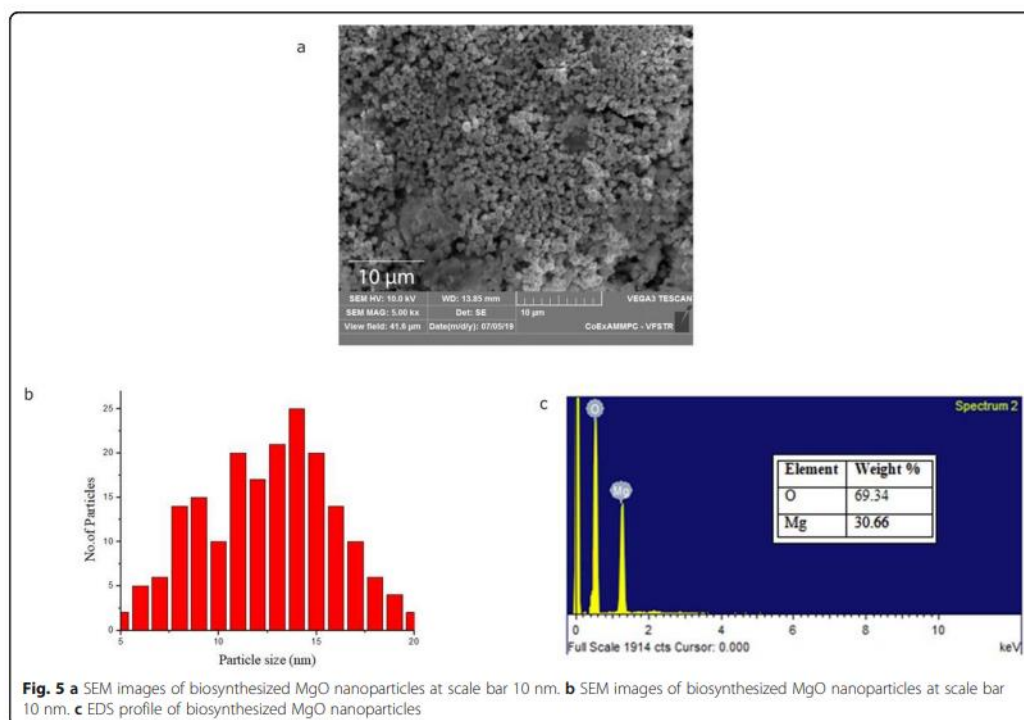 a
10 µm
SEM HV: 10.0 kV WD: 13.85 mm VEGA3 TESCAN
SEM MAG: 5.00 kx Det: SE 10 µm
View field: 41.6 µm Date(m/d/y): 07/05/19 CoExAMMPC - VFSTR
b
No.of Particles
25
20
15
10
5
0
5 10 15 20
Particle size (nm)
c
Spectrum 2
O
Mg
Element Weight %
O 69.34
Mg 30.66
0 2 4 6 8 10
Full Scale 1914 cts Cursor: 0.000 keV
Fig. 5 a SEM images of biosynthesized MgO nanoparticles at scale bar 10 nm. b SEM images of biosynthesized MgO nanoparticles at scale bar
10 nm. c EDS profile of biosynthesized MgO nanoparticles